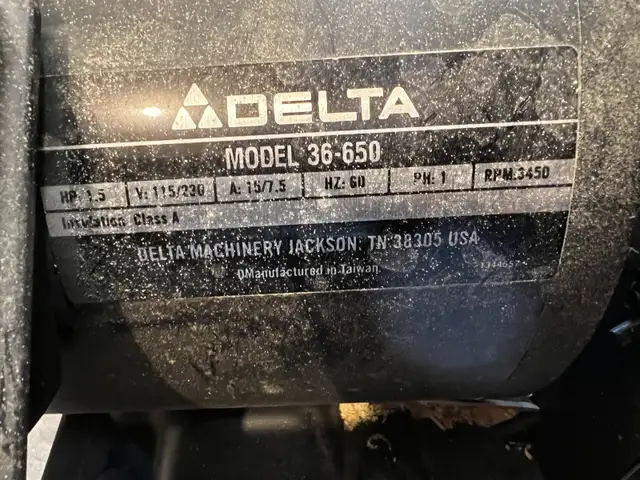 DELTA
MODEL 36-650
HP: 1.5 V: 115/230 A: 15/7.5 HZ: 60 PH: 1 RPM:3450
Insulation Class A
DELTA MACHINERY JACKSON, TN 38305 USA
Manufactured in Taiwan